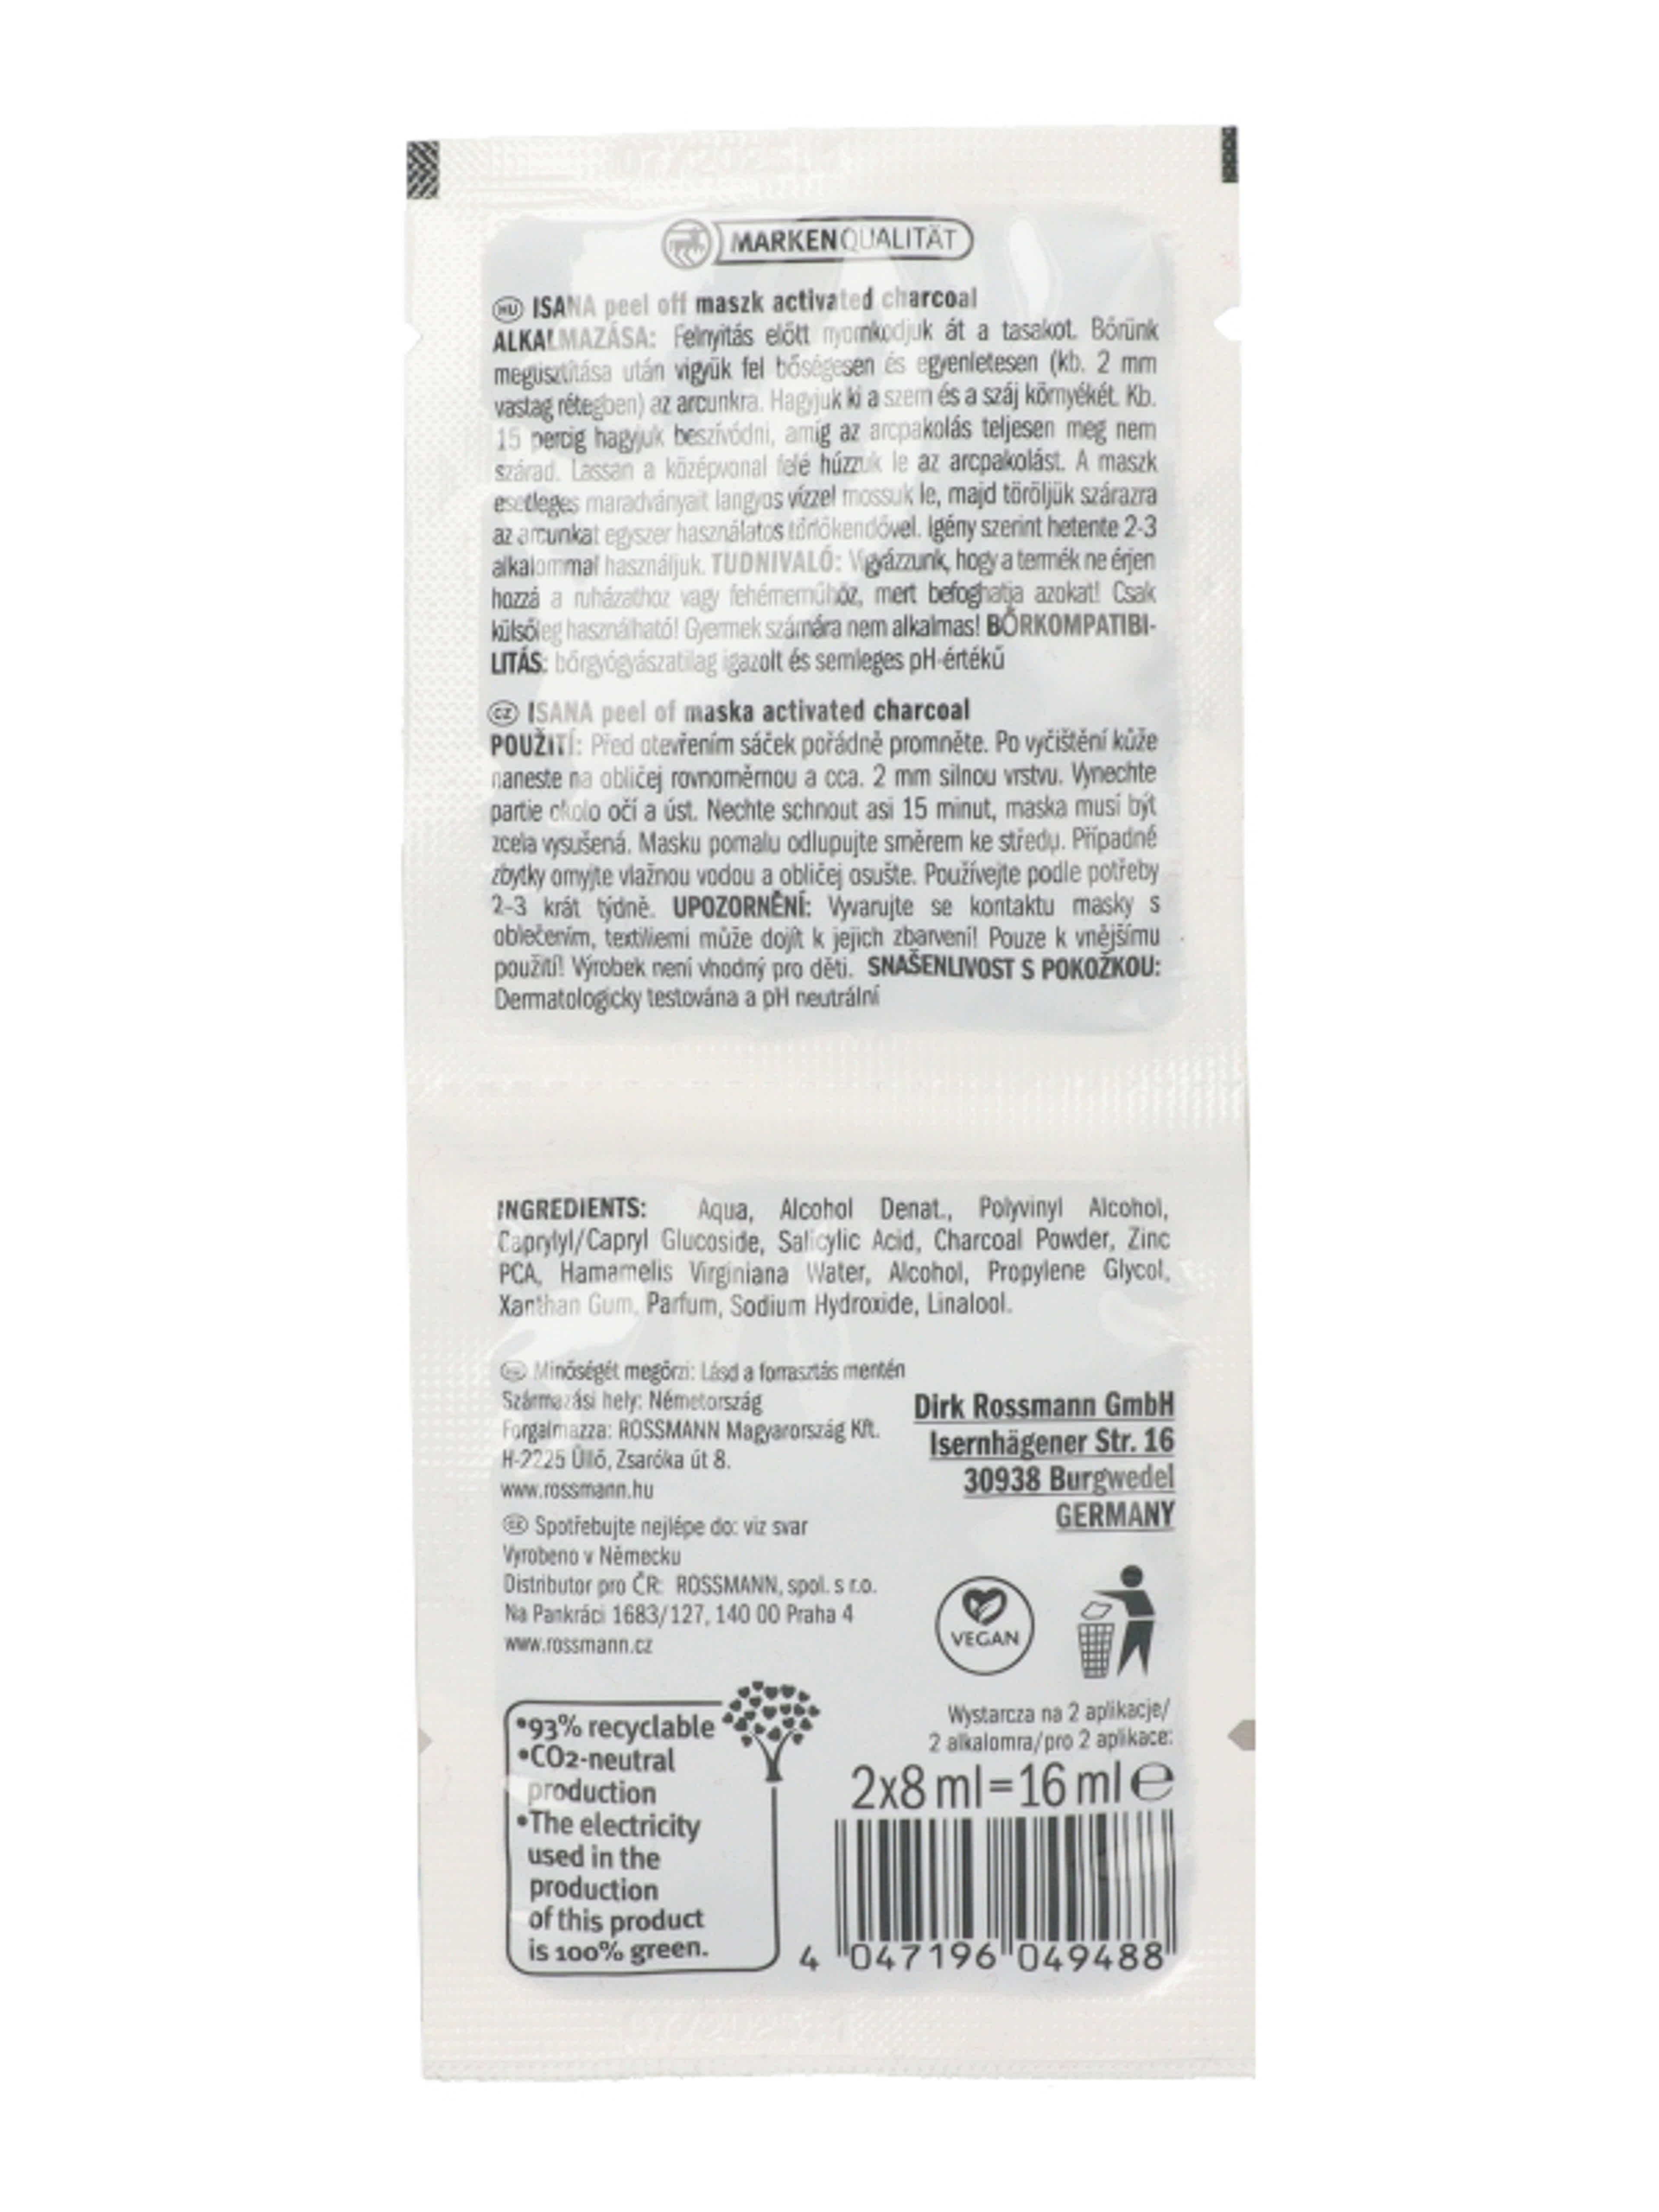 MARKENQUALITÄT
HU ISANA peel off maszk activated charcoal
ALKALMAZÁSA: Felnyitás előtt nyomkodjuk át a tasakot. Bőrünk
megtisztítása után vigyük fel bőségesen és egyenletesen (kb. 2 mm
vastag rétegben) az arcunkra. Hagyjuk ki a szem és a száj környékét. Kb.
15 percig hagyjuk beszívódni, amíg az arcpakolás teljesen meg nem
szárad. Lassan a középvonal felé húzzuk le az arcpakolást. A maszk
esetleges maradványait langyos vízzel mossuk le, majd töröljük szárazra
az arcunkat egyszer használatos törlőkendővel. Igény szerint hetente 2-3
alkalommal használjuk. TUDNIVALÓ: Vigyázzunk, hogy a termék ne érjen
hozzá a ruházathoz vagy fehérneműhöz, mert befoghatja azokat! Csak
külsőleg használható! Gyermek számára nem alkalmas! BŐRKOMPATIBI-
LITÁS: bőrgyógyászatilag igazolt és semleges pH-értékű
CZ ISANA peel of maska activated charcoal
POUŽITÍ: Před otevřením sáček pořádně promněte. Po vyčištění kůže
naneste na obličej rovnoměrnou a cca. 2 mm silnou vrstvu. Vynechte
partie okolo očí a úst. Nechte schnout asi 15 minut, maska musí být
zcela vysušená. Masku pomalu odlupujte směrem ke středu. Případné
zbytky omyjte vlažnou vodou a obličej osušte. Používejte podle potřeby
2-3 krát týdně. UPOZORNĚNÍ: Vyvarujte se kontaktu masky s
oblečením, textiliemi může dojít k jejich zbarvení! Pouze k vnějšímu
použití! Výrobek není vhodný pro děti. SNAŠENLIVOST S POKOŽKOU:
Dermatologicky testována a pH neutrální
INGREDIENTS: Aqua, Alcohol Denat., Polyvinyl Alcohol,
Caprylyl/Capryl Glucoside, Salicylic Acid, Charcoal Powder, Zinc
PCA, Hamamelis Virginiana Water, Alcohol, Propylene Glycol,
Xanthan Gum, Parfum, Sodium Hydroxide, Linalool.
HU Minőségét megőrzi: Lásd a forrasztás mentén
Származási hely: Németország
Forgalmazza: ROSSMANN Magyarország Kft.
H-2225 Üllő, Zsaróka út 8.
www.rossmann.hu
CZ Spotřebujte nejlépe do: viz svar
Vyrobeno v Německu
Distributor pro ČR: ROSSMANN, spol. s r.o.
Na Pankráci 1683/127, 140 00 Praha 4
www.rossmann.cz
Dirk Rossmann GmbH
Isernhägener Str. 16
30938 Burgwedel
GERMANY
VEGAN
•93% recyclable
•CO2-neutral
production
•The electricity
used in the
production
of this product
is 100% green.
Wystarcza na 2 aplikacje/
2 alkalomra/pro 2 aplikace:
2x8 ml=16 ml e
4 047196 049488